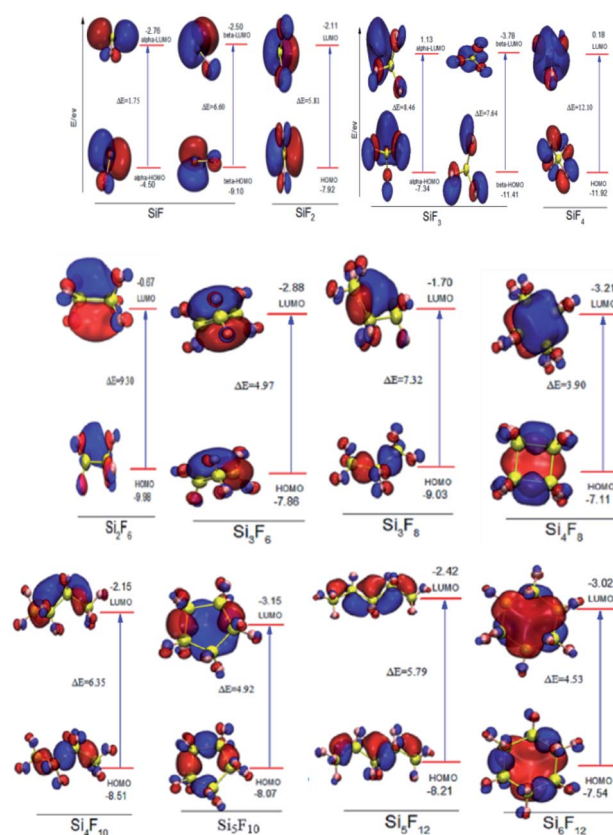 E/ev
-2.76
alpha-LUMO
ΔE=1.75
alpha-HOMO
-4.50
-2.50
beta-LUMO
ΔE=6.60
beta-HOMO
-9.10
SiF
-2.11
LUMO
ΔE=5.81
HOMO
-7.92
SiF2
E/ev
1.13
alpha-LUMO
ΔE=8.46
alpha-HOMO
-7.34
-3.78
beta-LUMO
ΔE=7.64
beta-HOMO
-11.41
SiF3
0.18
LUMO
ΔE=12.10
HOMO
-11.92
SiF4
-0.67
LUMO
ΔE=9.30
HOMO
-9.98
Si2F6
-2.88
LUMO
ΔE=4.97
HOMO
-7.86
Si3F6
-1.70
LUMO
ΔE=7.32
HOMO
-9.03
Si3F8
-3.21
LUMO
ΔE=3.90
HOMO
-7.11
Si4F8
-2.15
LUMO
ΔE=6.35
HOMO
-8.51
Si4F10
-3.15
LUMO
ΔE=4.92
HOMO
-8.07
Si5F10
-2.42
LUMO
ΔE=5.79
HOMO
-8.21
Si5F12
-3.02
LUMO
ΔE=4.53
HOMO
-7.54
Si6F12